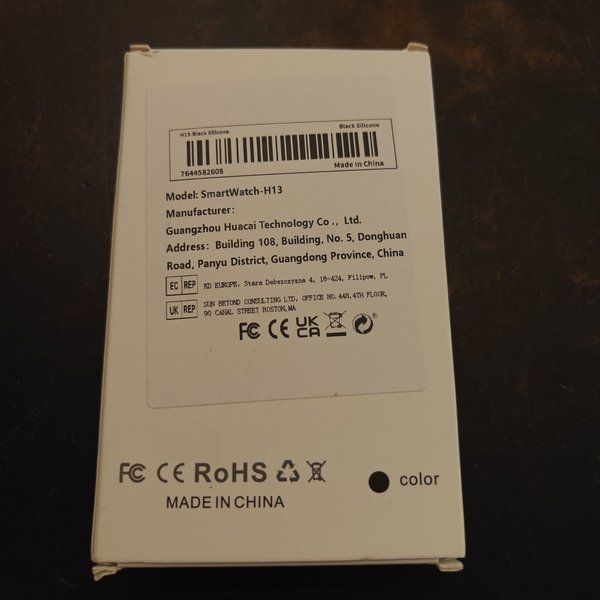 H13-Black Silicone Black Silicone
7644582608 Made in China
Model: SmartWatch-H13
Manufacturer:
Guangzhou Huacai Technology Co., Ltd.
Address: Building 108, Building, No. 5, Donghuan
Road, Panyu District, Guangdong Province, China
EC REP KD EUROPE, Stara Debszczyzna 4, 16-424, Filipow, PL
UK REP SUN BEYOND CONSULTING LTD, OFFICE NO. 448,4TH FLOOR,
90 CANAL STREET BOSTON,MA
FC CE UK CA ®
FC CE RoHS
color
MADE IN CHINA